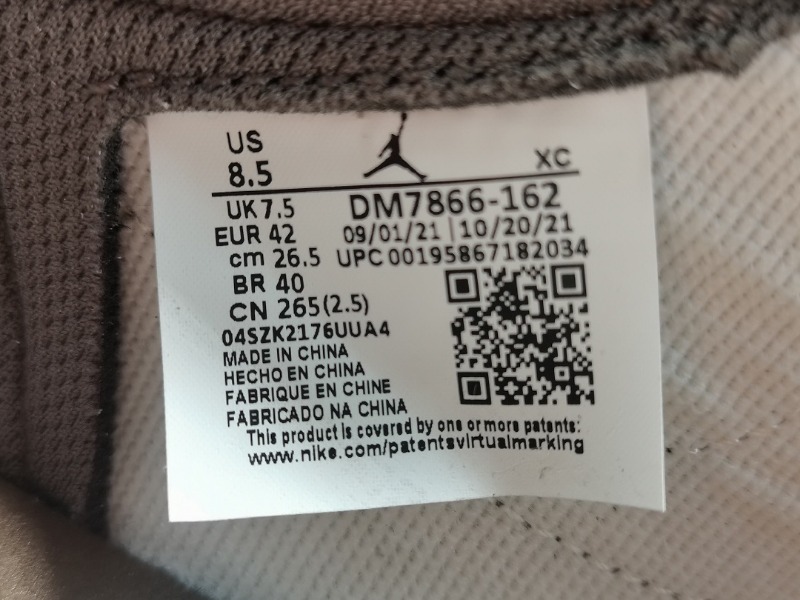 US
8.5
XC
UK 7.5
DM7866-162
EUR 42
09/01/21 | 10/20/21
cm 26.5
UPC 00195867182034
BR 40
CN 265(2.5)
04SZK2176UUA4
MADE IN CHINA
HECHO EN CHINA
FABRIQUE EN CHINE
FABRICADO NA CHINA
This product is covered by one or more patents:
www.nike.com/patentsvirtualmarking